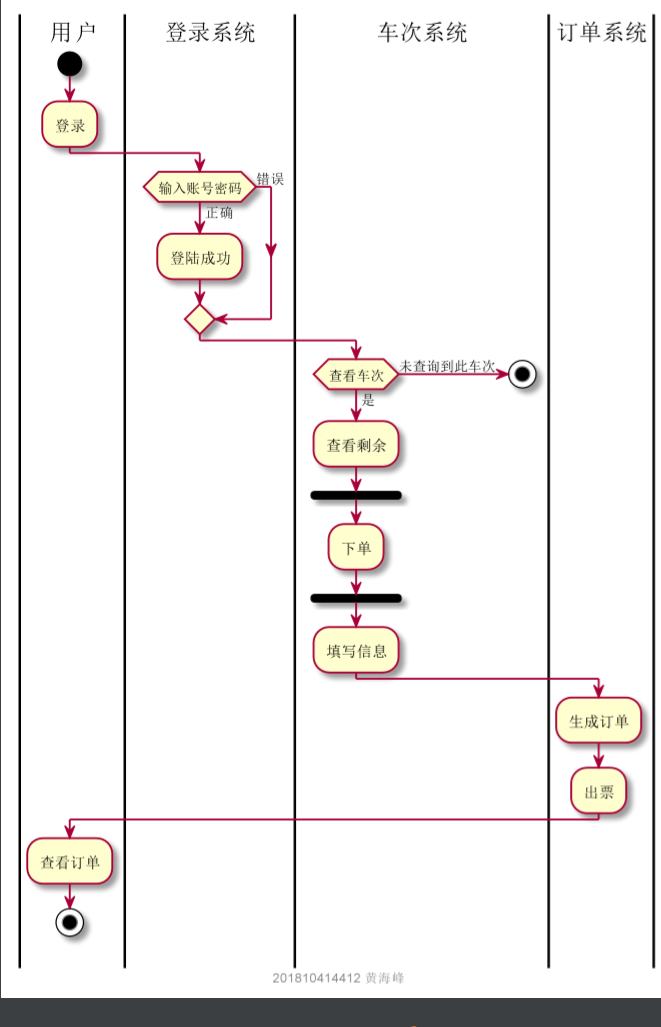 用户 登录系统 车次系统 订单系统
登录
输入账号密码 错误
正确
登陆成功
查看车次 未查询到此车次
是
查看剩余
下单
填写信息
生成订单
出票
查看订单
201810414412 黄海峰